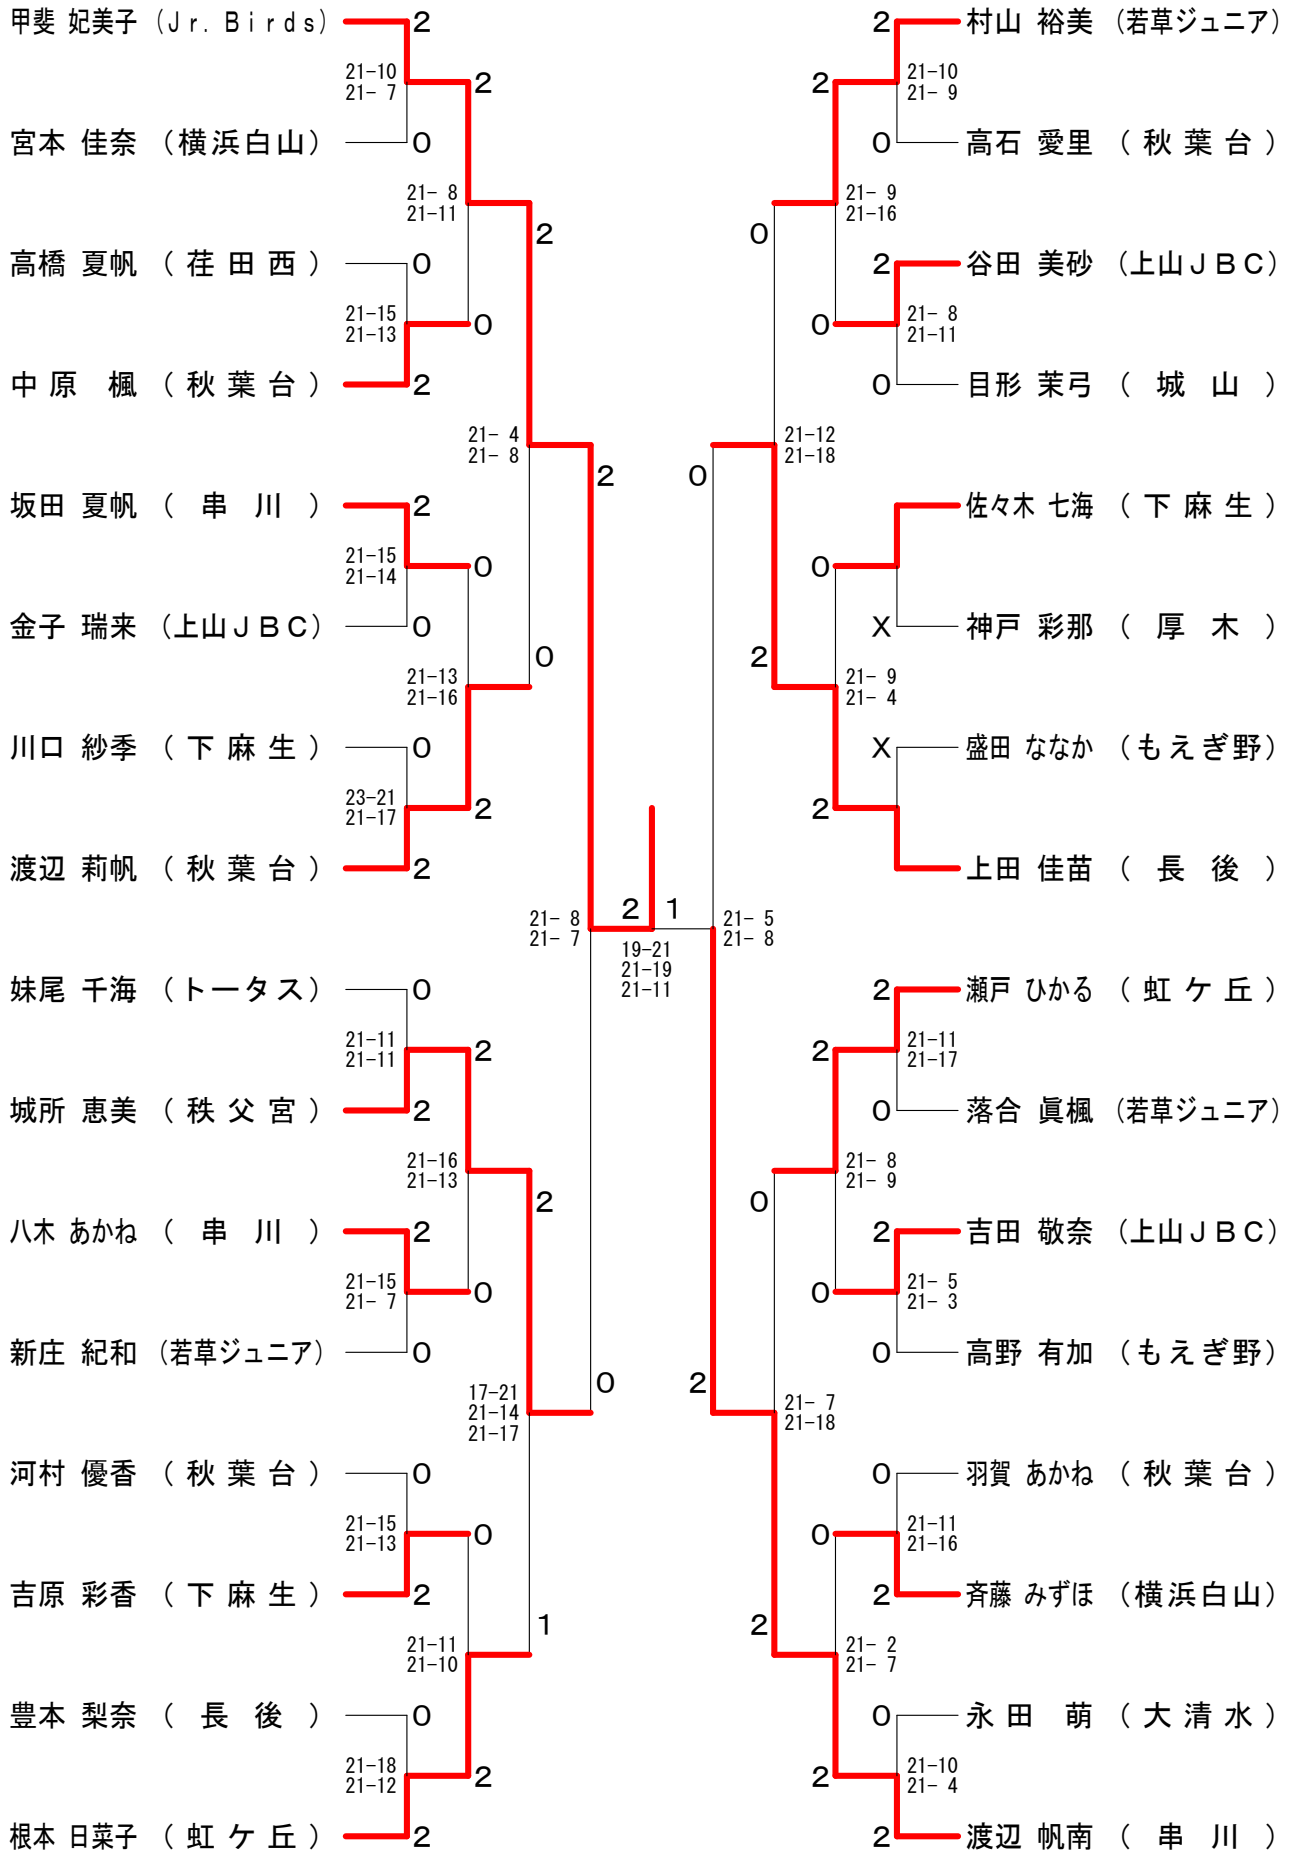 甲斐 妃美子 (Jr. Birds) 2
21-10
21- 7
2
宮本 佳奈 (横浜白山) 0
21- 8
21-11
2
高橋 夏帆 (荏田西) 0
21-15
21-13
0
中原 楓 (秋葉台) 2
21- 4
21- 8
2
坂田 夏帆 (串川) 2
21-15
21-14
0
金子 瑞来 (上山JBC) 0
21-13
21-16
0
川口 紗季 (下麻生) 0
23-21
21-17
2
渡辺 莉帆 (秋葉台) 2
21- 8
21- 7
妹尾 千海 (トータス) 0
21-11
21-11
2
城所 恵美 (秩父宮) 2
21-16
21-13
2
八木 あかね (串川) 2
21-15
21- 7
0
新庄 紀和 (若草ジュニア) 0
17-21
21-14
21-17
0
河村 優香 (秋葉台) 0
21-15
21-13
0
吉原 彩香 (下麻生) 2
21-11
21-10
1
豊本 梨奈 (長後) 0
21-18
21-12
2
根本 日菜子 (虹ケ丘) 2
2 1
19-21
21-19
21-11
2 村山 裕美 (若草ジュニア)
2
21-10
21- 9
0 高石 愛里 (秋葉台)
0
21- 9
21-16
2 谷田 美砂 (上山JBC)
0
21- 8
21-11
0 目形 茉弓 (城山)
0
21-12
21-18
佐々木 七海 (下麻生)
0
X 神戸 彩那 (厚木)
2
21- 9
21- 4
X 盛田 ななか (もえぎ野)
2
上田 佳苗 (長後)
21- 5
21- 8
2 瀬戸 ひかる (虹ケ丘)
2
21-11
21-17
0 落合 眞楓 (若草ジュニア)
0
21- 8
21- 9
2 吉田 敬奈 (上山JBC)
0
21- 5
21- 3
0 高野 有加 (もえぎ野)
2
21- 7
21-18
0 羽賀 あかね (秋葉台)
0
21-11
21-16
2 斉藤 みずほ (横浜白山)
2
21- 2
21- 7
0 永田 萌 (大清水)
2
21-10
21- 4
2 渡辺 帆南 (串川)